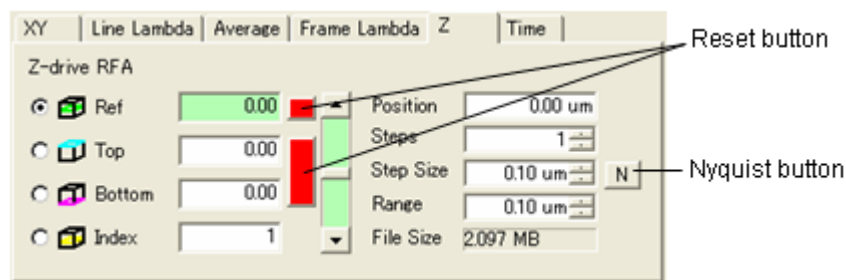 XY Line Lambda Average Frame Lambda Z Time
Reset button
Z-drive RFA
Ref 0.00 Position 0.00 um
Top 0.00 Steps 1
Step Size 0.10 um N Nyquist button
Bottom 0.00 Range 0.10 um
Index 1 File Size 2.097 MB